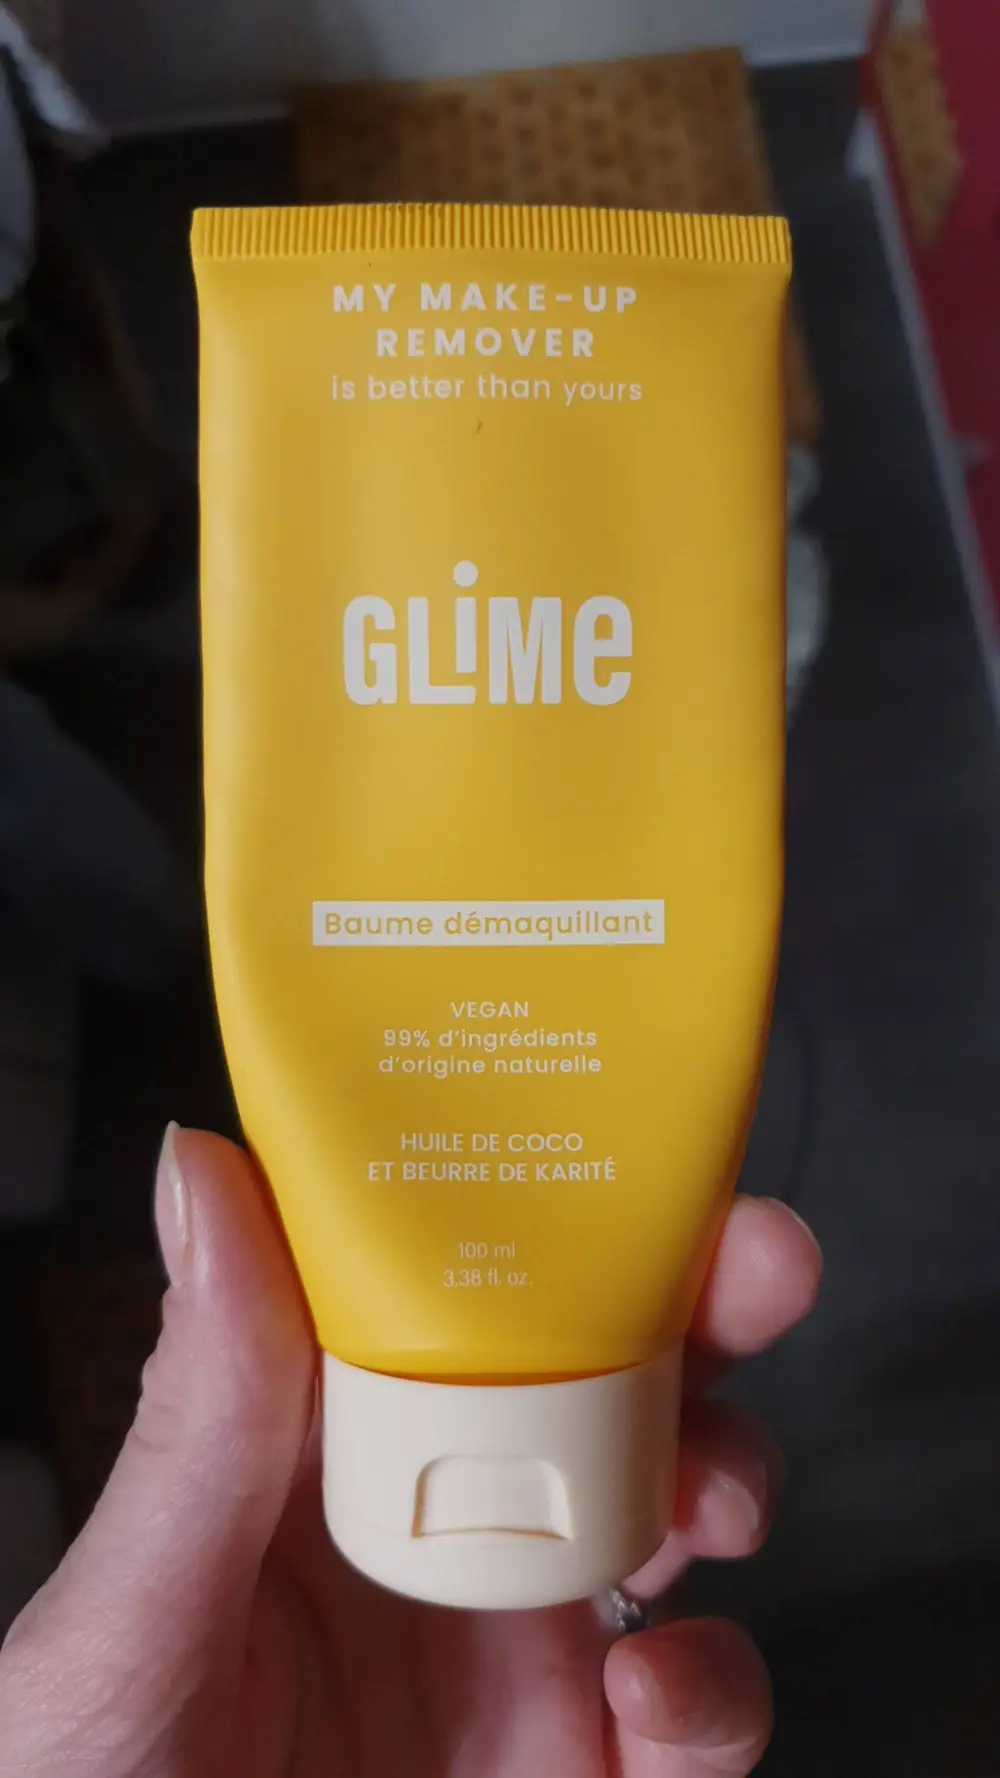 MY MAKE-UP
REMOVER
is better than yours
GLiMe
Baume démaquillant
VEGAN
99% d'ingrédients
d'origine naturelle
HUILE DE COCO
ET BEURRE DE KARITÉ
100 ml
3.38 fl. oz.